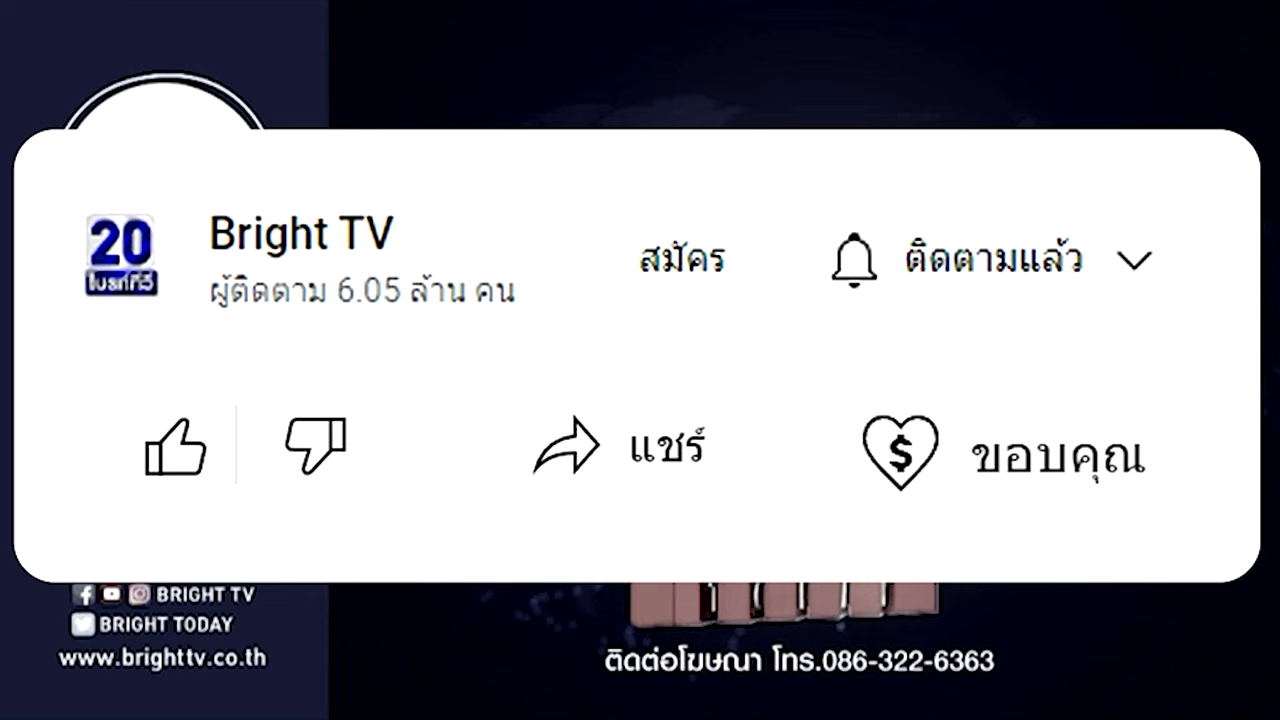 20
ไบรท์ทีวี
Bright TV
ผู้ติดตาม 6.05 ล้าน คน
สมัคร
ติดตามแล้ว
แชร์
$
ขอบคุณ
BRIGHT TV
BRIGHT TODAY
www.brighttv.co.th
ติดต่อโฆษณา โทร.086-322-6363